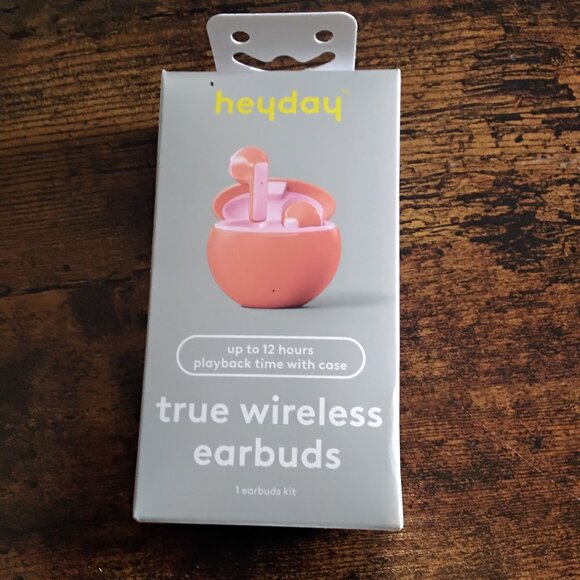 heyday™
up to 12 hours
playback time with case
true wireless
earbuds
1 earbuds kit